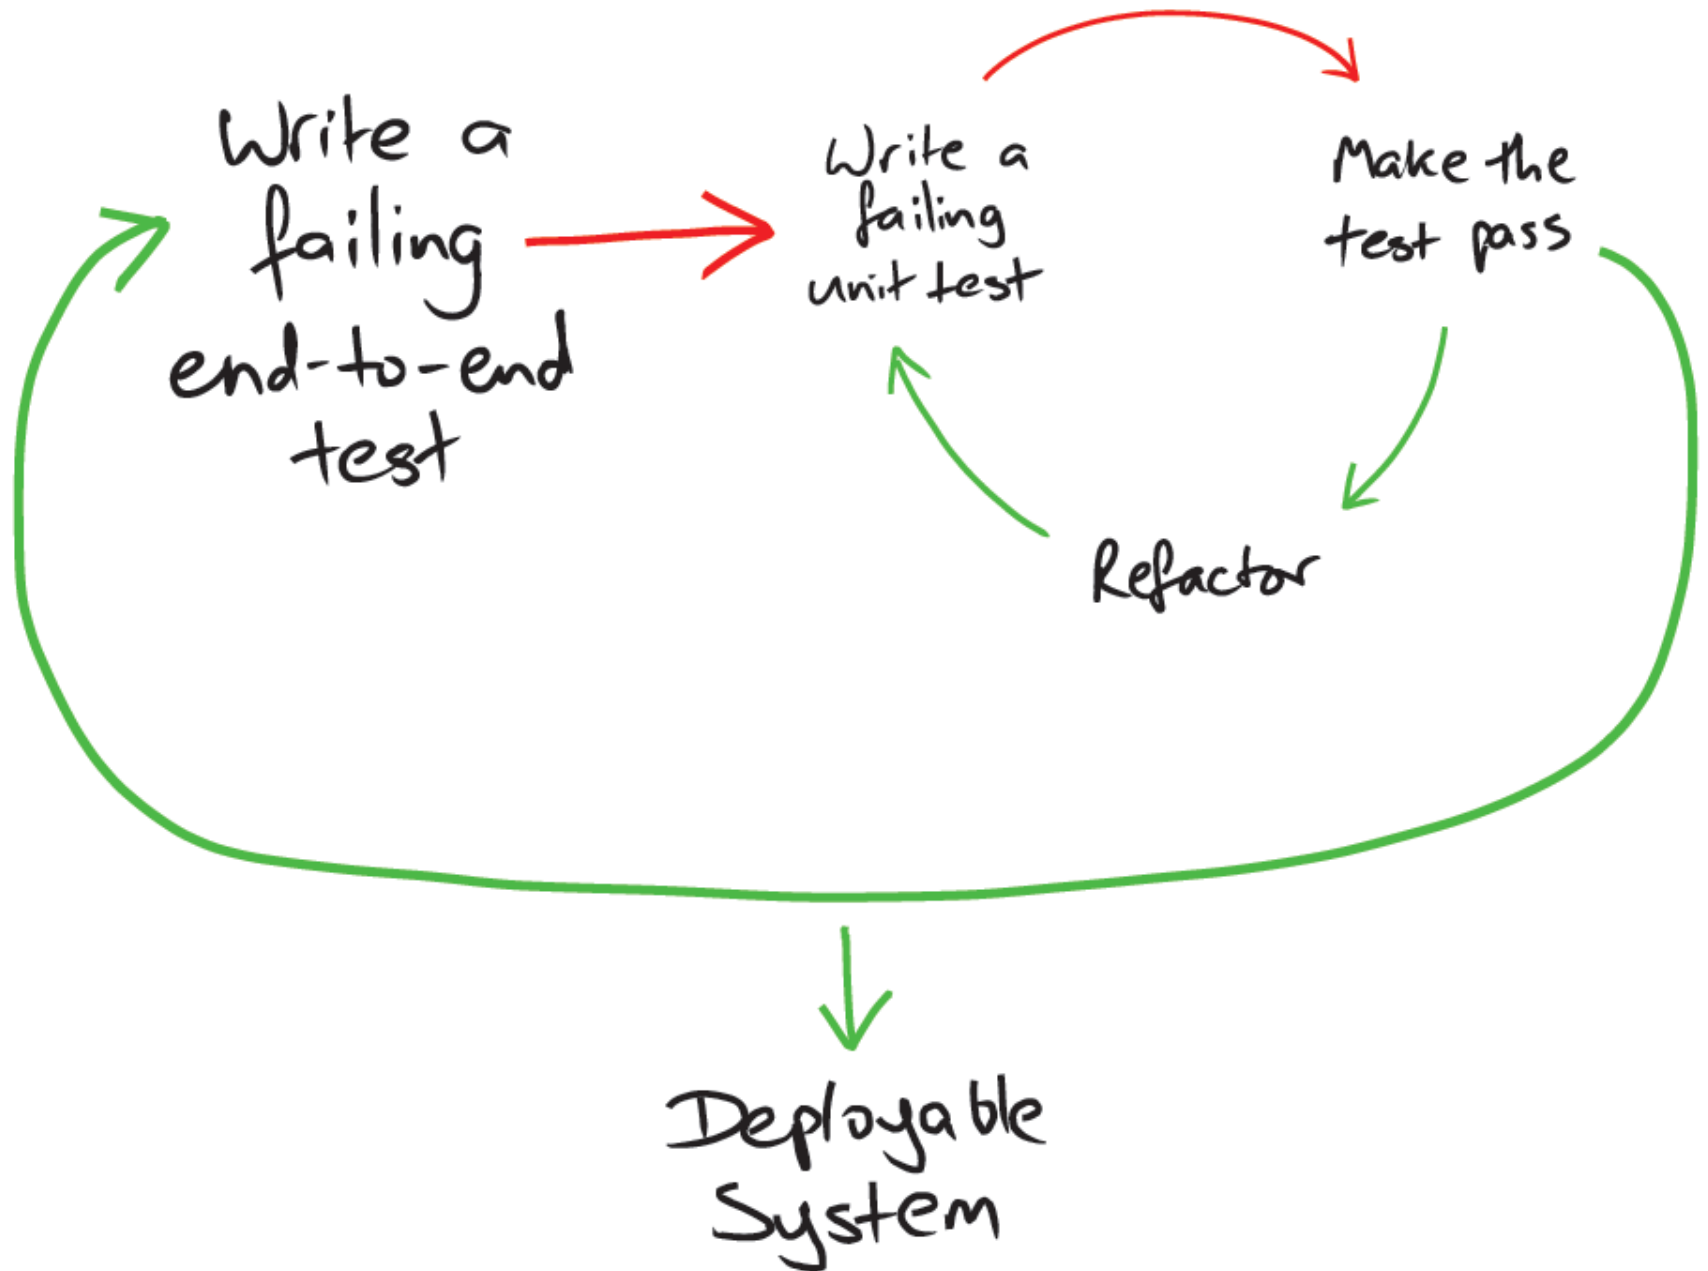 Write a
failing
end-to-end
test
Write a
failing
unit test
Make the
test pass
Refactor
Deployable
System